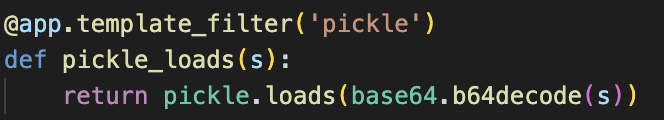 @app.template_filter('pickle')
def pickle_loads(s):
    return pickle.loads(base64.b64decode(s))